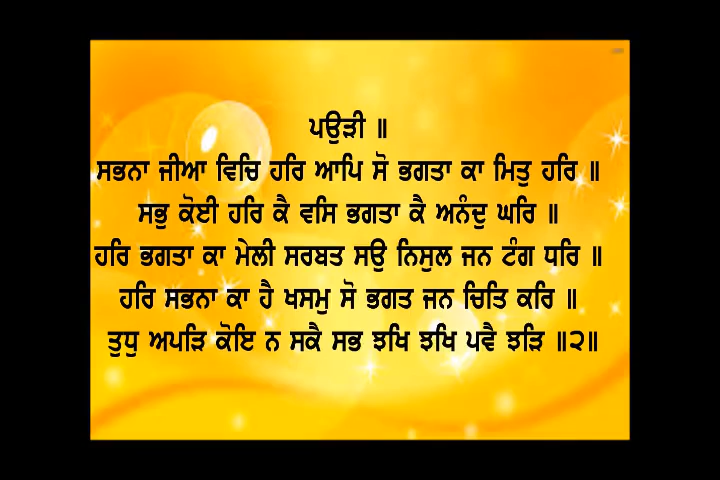 ਪਉੜੀ ॥
ਸਭਨਾ ਜੀਆ ਵਿਚਿ ਹਰਿ ਆਪਿ ਸੋ ਭਗਤਾ ਕਾ ਮਿਤੁ ਹਰਿ ॥
ਸਭੁ ਕੋਈ ਹਰਿ ਕੈ ਵਸਿ ਭਗਤਾ ਕੈ ਅਨੰਦੁ ਘਰਿ ॥
ਹਰਿ ਭਗਤਾ ਕਾ ਮੇਲੀ ਸਰਬਤ ਸਉ ਨਿਸੁਲ ਜਨ ਟੰਗ ਧਰਿ ॥
ਹਰਿ ਸਭਨਾ ਕਾ ਹੈ ਖਸਮੁ ਸੋ ਭਗਤ ਜਨ ਚਿਤਿ ਕਰਿ ॥
ਤੁਧੁ ਅਪੜਿ ਕੋਇ ਨ ਸਕੈ ਸਭ ਝਖਿ ਝਖਿ ਪਵੈ ਝੜਿ ॥੨॥